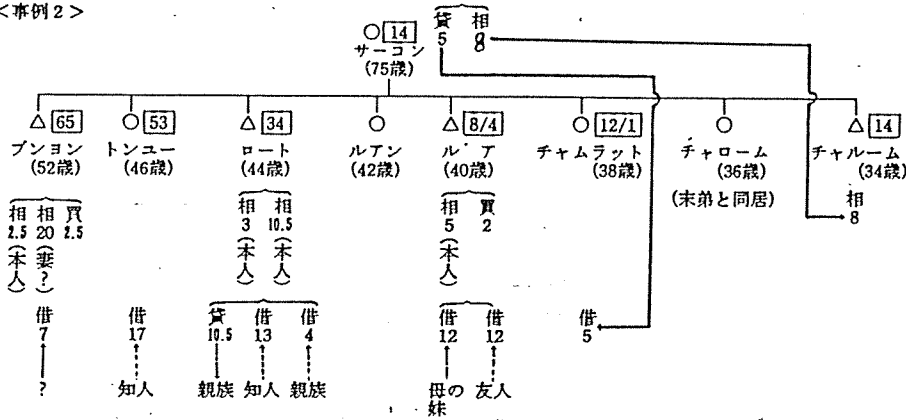 <事例2>
貸 相
5 8
○ 14
サーコン
(75歳)
△ 65 ○ 53 △ 34 ○ △ 8/4 ○ 12/1 ○ △ 14
ブンヨン トンユー ロート ルアン ルア チャムラット チャローム チャルーム
(52歳) (46歳) (44歳) (42歳) (40歳) (38歳) (36歳) (34歳)
(末弟と同居)
相 相 買 相 相 相 買 相
2.5 20 2.5 3 10.5 5 2 8
(本人) (妻?) (本人) (本人) (本人)
借 借 貸 借 借 借 借 借
7 17 10.5 13 4 12 12 5
? 知人 親族 知人 親族 母の妹 友人